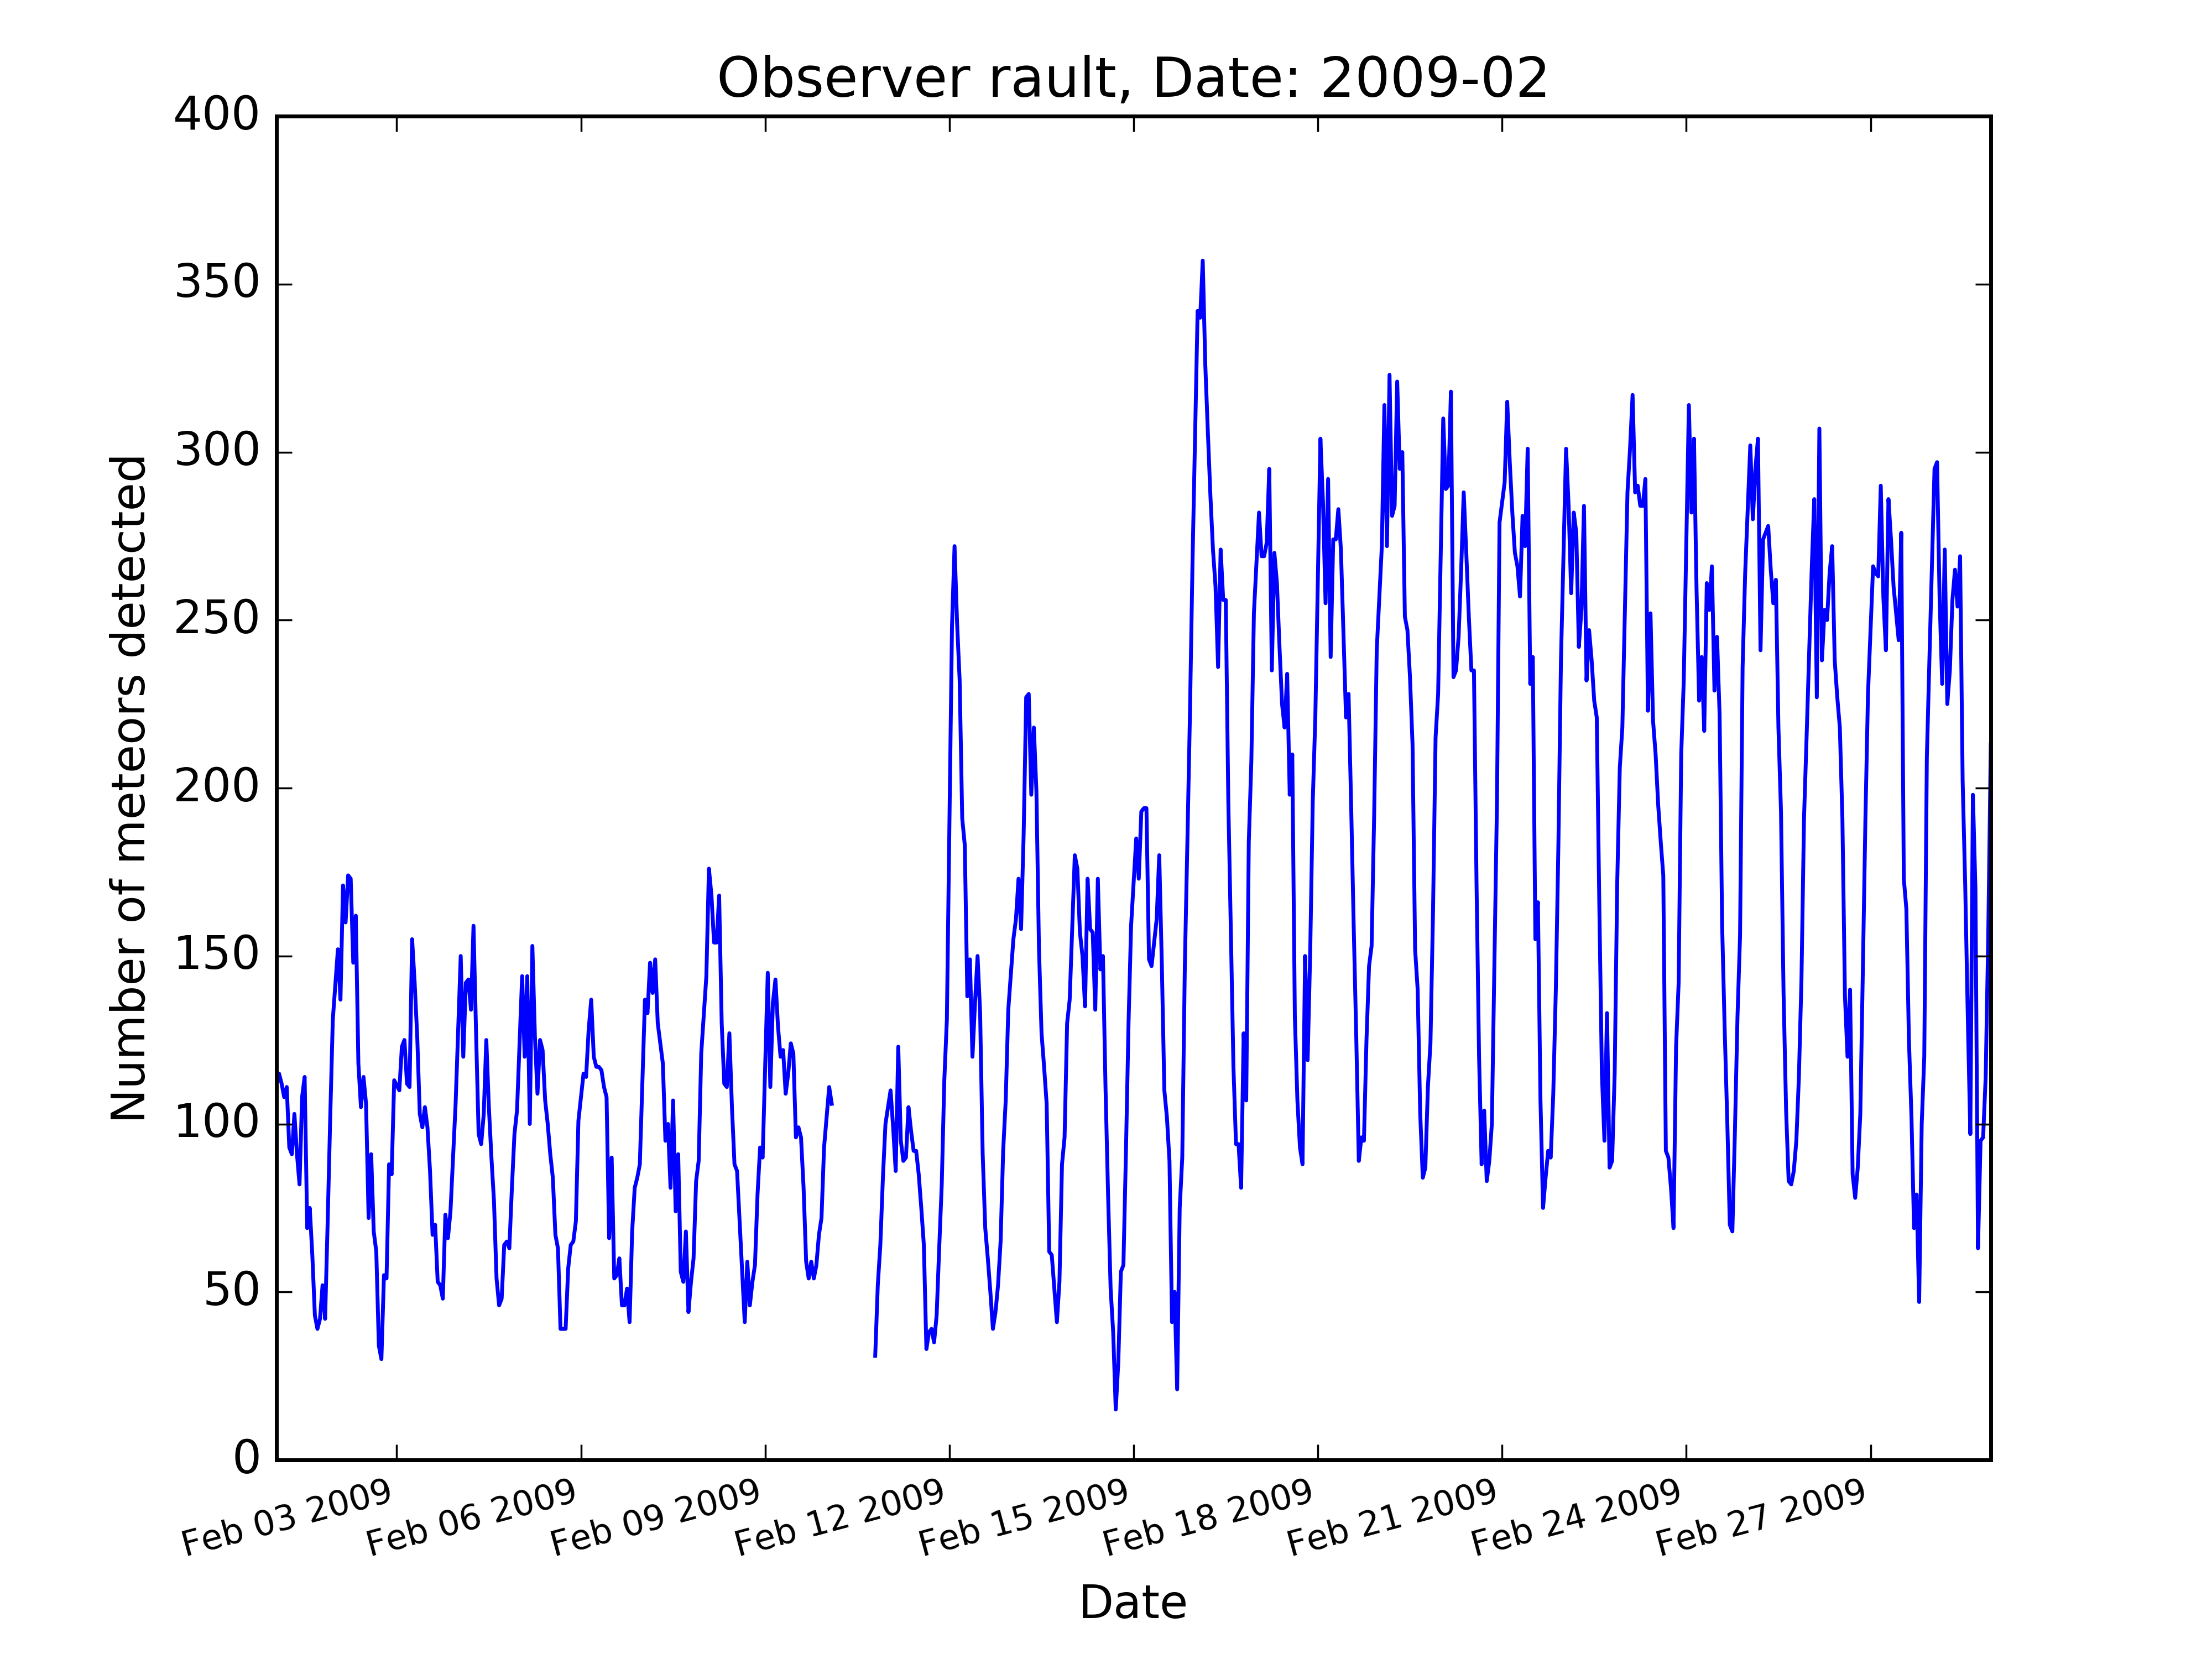 Observer rault, Date: 2009-02
400
350
300
250
200
150
100
50
0
Number of meteors detected
Feb 03 2009
Feb 06 2009
Feb 09 2009
Feb 12 2009
Feb 15 2009
Feb 18 2009
Feb 21 2009
Feb 24 2009
Feb 27 2009
Date